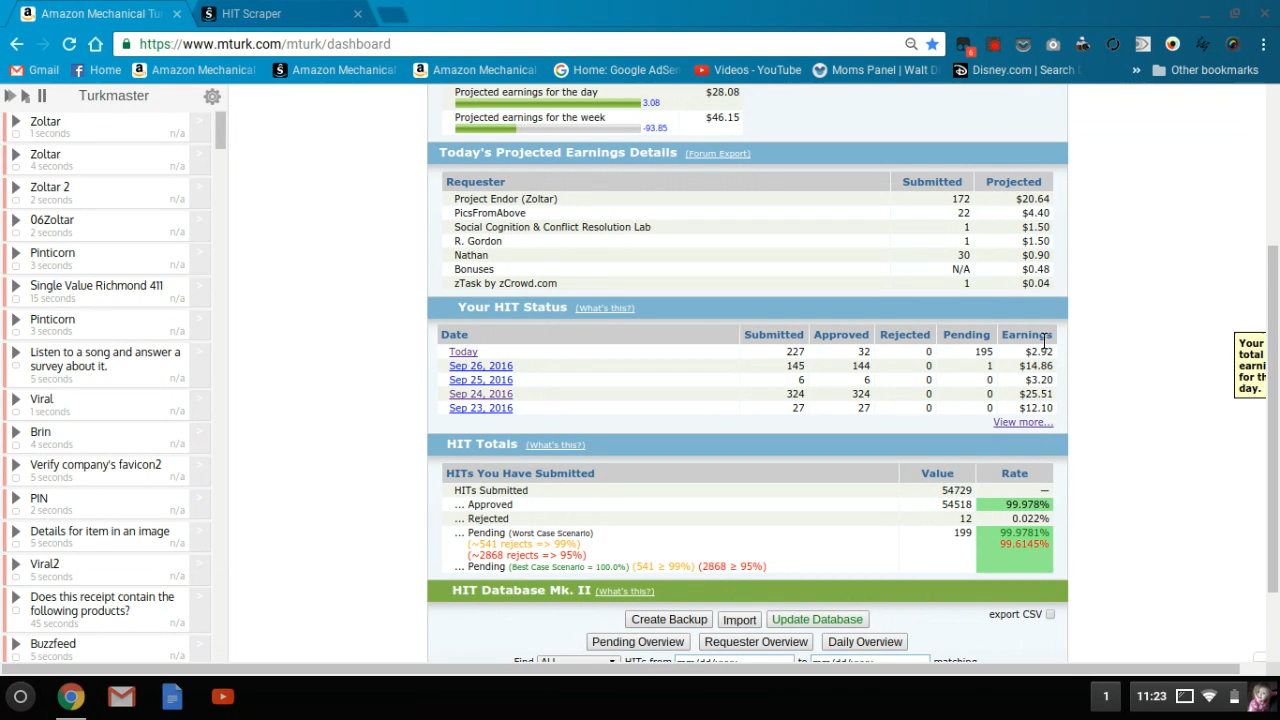 Amazon Mechanical Tu
HIT Scraper
https://www.mturk.com/mturk/dashboard
6
Gmail
Home
Amazon Mechanical
Amazon Mechanical
Amazon Mechanical
Home: Google AdSen
Videos - YouTube
Moms Panel | Walt D
Disney.com | Search
»
Other bookmarks
Turkmaster
Zoltar
1 seconds n/a
Zoltar
4 seconds n/a
Zoltar 2
2 seconds n/a
06Zoltar
2 seconds n/a
Pinticorn
3 seconds n/a
Single Value Richmond 411
15 seconds n/a
Pinticorn
3 seconds n/a
Listen to a song and answer a
survey about it.
5 seconds n/a
Viral
1 seconds n/a
Brin
4 seconds n/a
Verify company's favicon2
5 seconds n/a
PIN
2 seconds n/a
Details for item in an image
5 seconds n/a
Viral2
5 seconds n/a
Does this receipt contain the
following products?
45 seconds n/a
Buzzfeed
5 seconds n/a
Projected earnings for the day $28.08
3.08
Projected earnings for the week $46.15
-93.85
Today's Projected Earnings Details (Forum Export)
Requester Submitted Projected
Project Endor (Zoltar) 172 $20.64
PicsFromAbove 22 $4.40
Social Cognition & Conflict Resolution Lab 1 $1.50
R. Gordon 1 $1.50
Nathan 30 $0.90
Bonuses N/A $0.48
zTask by zCrowd.com 1 $0.04
Your HIT Status (What's this?)
Date Submitted Approved Rejected Pending Earnings
Today 227 32 0 195 $2.92
Sep 26, 2016 145 144 0 1 $14.86
Sep 25, 2016 6 6 0 0 $3.20
Sep 24, 2016 324 324 0 0 $25.51
Sep 23, 2016 27 27 0 0 $12.10
View more...
Your
total
earni
for th
day.
HIT Totals (What's this?)
HITs You Have Submitted Value Rate
HITs Submitted 54729 —
... Approved 54518 99.978%
... Rejected 12 0.022%
... Pending (Worst Case Scenario) 199 99.9781%
(~541 rejects => 99%) 99.6145%
(~2868 rejects => 95%)
... Pending (Best Case Scenario = 100.0%) (541 ≥ 99%) (2868 ≥ 95%)
HIT Database Mk. II (What's this?)
Create Backup Import Update Database export CSV
Pending Overview Requester Overview Daily Overview
Find ALL HITs from mm/dd/yyyy to mm/dd/yyyy matching
1
11:23